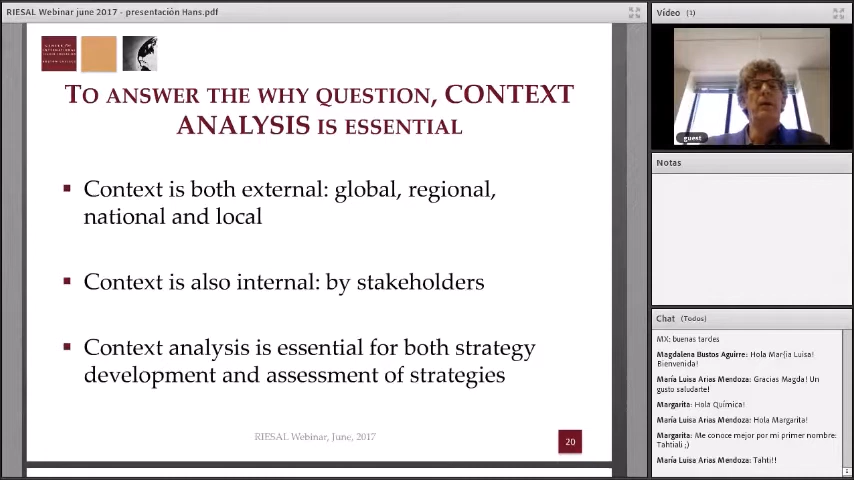 RIESAL Webinar june 2017 - presentación Hans.pdf
TO ANSWER THE WHY QUESTION, CONTEXT
ANALYSIS IS ESSENTIAL
▪ Context is both external: global, regional,
national and local
▪ Context is also internal: by stakeholders
▪ Context analysis is essential for both strategy
development and assessment of strategies
RIESAL Webinar, June, 2017
20
Vídeo (1)
guest
Notas
Chat (Todos)
MX: buenas tardes
Magdalena Bustos Aguirre: Hola Mar{ia Luisa!
Bienvenida!
María Luisa Arias Mendoza: Gracias Magda! Un
gusto saludarte!
Margarita: Hola Química!
María Luisa Arias Mendoza: Hola Margarita!
Margarita: Me conoce mejor por mi primer nombre:
Tahtiali ;)
María Luisa Arias Mendoza: Tahti!!